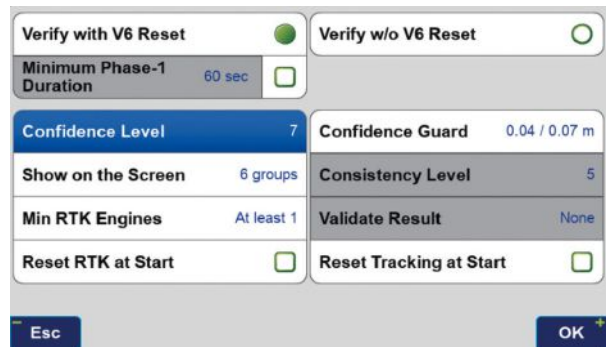 Verify with V6 Reset
Verify w/o V6 Reset
Minimum Phase-1
Duration
60 sec
Confidence Level 7
Confidence Guard 0.04 / 0.07 m
Show on the Screen 6 groups
Consistency Level 5
Min RTK Engines At least 1
Validate Result None
Reset RTK at Start
Reset Tracking at Start
- Esc
OK +